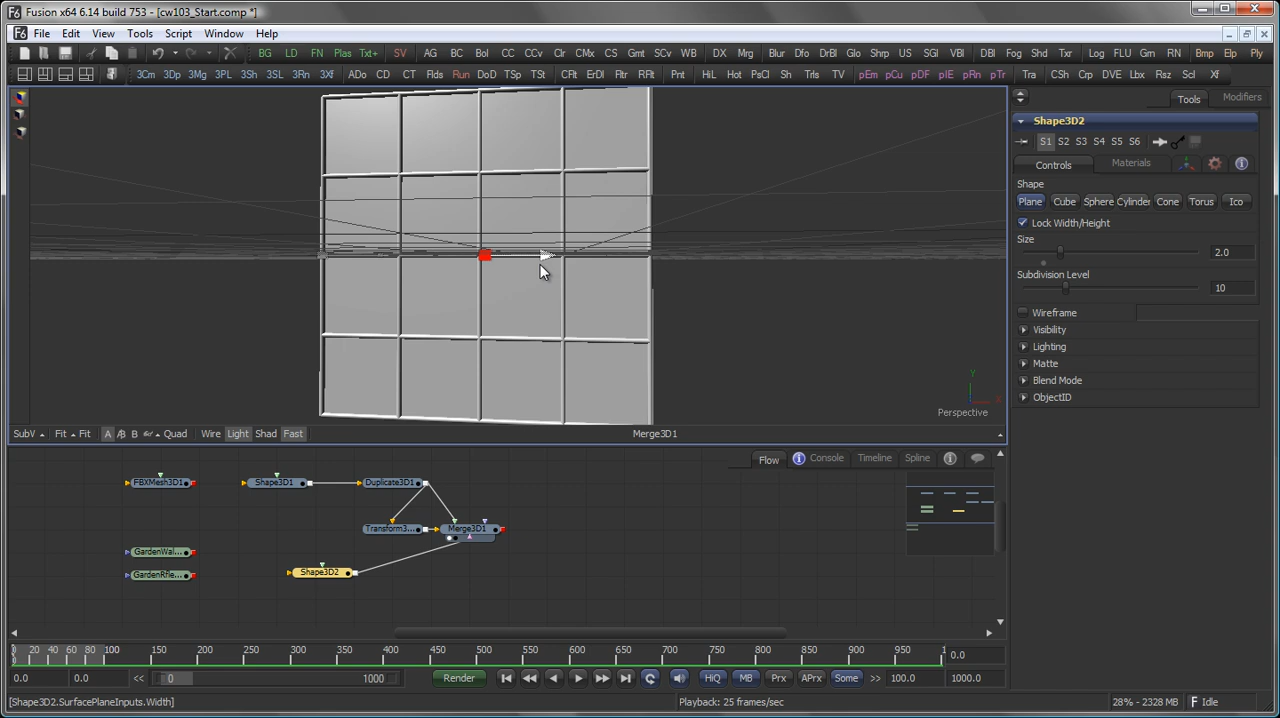 Fusion x64 6.14 build 753 - [cw103_Start.comp *]
File Edit View Tools Script Window Help
BG LD FN Plas Txt+ SV AG BC Bol CC CCv Clr CMx CS Gmt SCv WB DX Mrg Blur Dfo DrBl Glo Shrp US SGl VBl DBl Fog Shd Txr Log FLU Gm RN Bmp Elp Ply
3Cm 3Dp 3Mg 3PL 3Sh 3SL 3Rn 3Xf ADo CD CT Flds Run DoD TSp TSt CFlt ErDl Fltr RFlt Pnt HiL Hot PsCl Sh Trls TV pEm pCu pDF pIE pRn pTr Tra CSh Crp DVE Lbx Rsz Scl Xf
Tools Modifiers
Shape3D2
S1 S2 S3 S4 S5 S6
Controls Materials
Shape
Plane Cube Sphere Cylinder Cone Torus Ico
Lock Width/Height
Size
2.0
Subdivision Level
10
Wireframe
Visibility
Lighting
Matte
Blend Mode
ObjectID
Y
X
Perspective
SubV Fit Fit A B Quad Wire Light Shad Fast Merge3D1
Flow Console Timeline Spline
FBXMesh3D1 Shape3D1 Duplicate3D1
Transform3... Merge3D1
GardenWal...
GardenRfle... Shape3D2
0 20 40 60 80 100 150 200 250 300 350 400 450 500 550 600 650 700 750 800 850 900 950 1 0.0
0.0 0.0 << 0 1000 Render HiQ MB Prx APrx Some >> 100.0 1000.0
[Shape3D2.SurfacePlaneInputs.Width] Playback: 25 frames/sec 28% - 2328 MB Idle